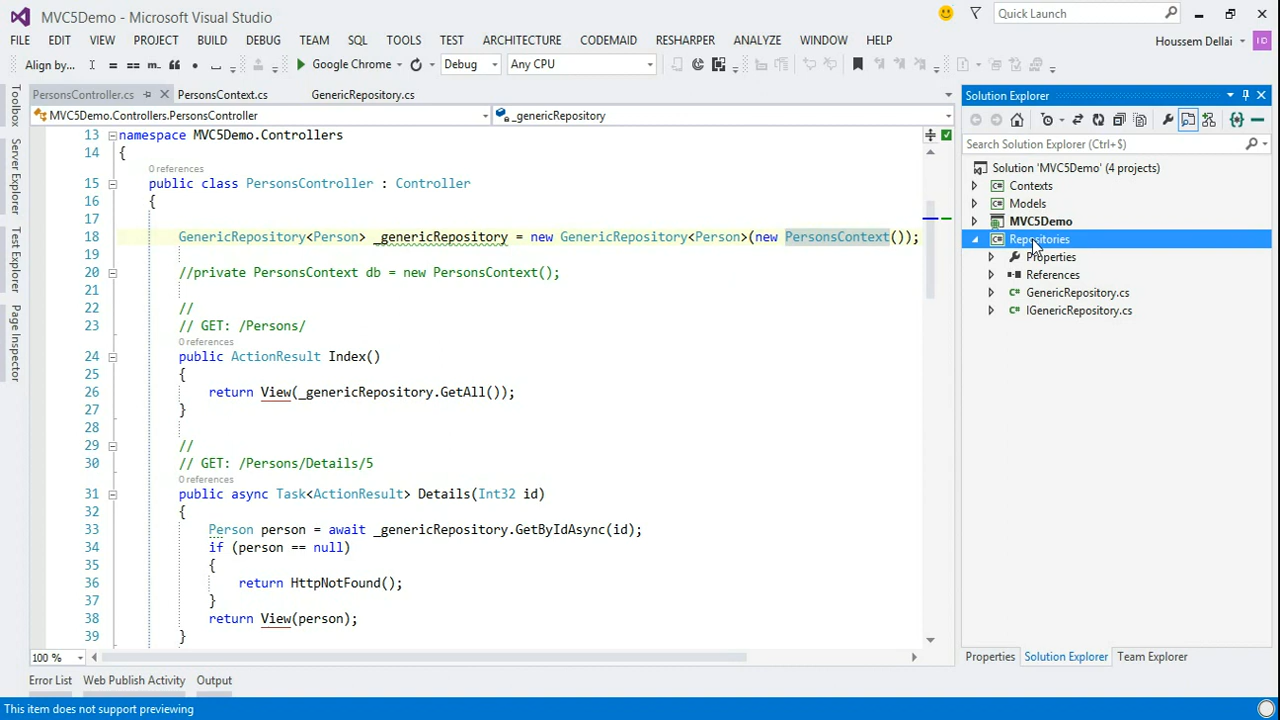 MVC5Demo - Microsoft Visual Studio
Quick Launch
FILE EDIT VIEW PROJECT BUILD DEBUG TEAM SQL TOOLS TEST ARCHITECTURE CODEMAID RESHARPER ANALYZE WINDOW HELP
Houssem Dellai
Align by... Google Chrome Debug Any CPU
PersonsController.cs PersonsContext.cs GenericRepository.cs
MVC5Demo.Controllers.PersonsController _genericRepository
13 namespace MVC5Demo.Controllers
14 {
0 references
15 public class PersonsController : Controller
16 {
17
18 GenericRepository<Person> _genericRepository = new GenericRepository<Person>(new PersonsContext());
19
20 //private PersonsContext db = new PersonsContext();
21
22 //
23 // GET: /Persons/
0 references
24 public ActionResult Index()
25 {
26 return View(_genericRepository.GetAll());
27 }
28
29 //
30 // GET: /Persons/Details/5
0 references
31 public async Task<ActionResult> Details(Int32 id)
32 {
33 Person person = await _genericRepository.GetByIdAsync(id);
34 if (person == null)
35 {
36 return HttpNotFound();
37 }
38 return View(person);
39 }
100 %
Toolbox
Server Explorer
Test Explorer
Page Inspector
Solution Explorer
Search Solution Explorer (Ctrl+$)
Solution 'MVC5Demo' (4 projects)
Contexts
Models
MVC5Demo
Repositories
Properties
References
GenericRepository.cs
IGenericRepository.cs
Properties Solution Explorer Team Explorer
Error List Web Publish Activity Output
This item does not support previewing